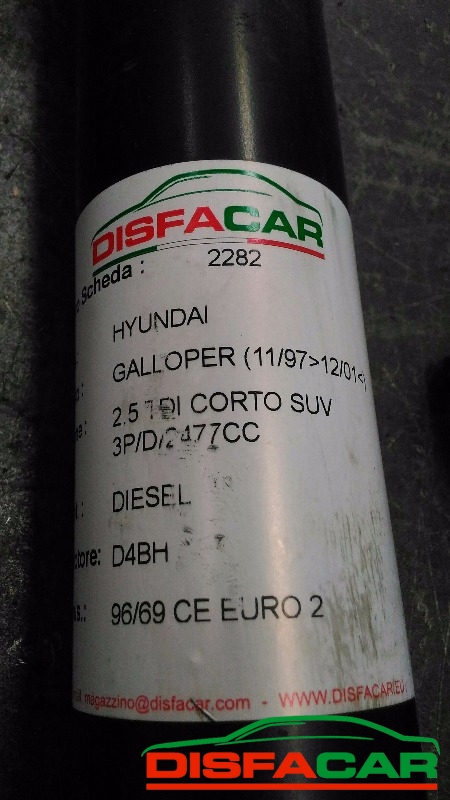 DISFACAR
Scheda : 2282
HYUNDAI
GALLOPER (11/97>12/01<)
2.5 TDI CORTO SUV
3P/D/2477CC
DIESEL
D4BH
96/69 CE EURO 2
magazzino@disfacar.com - WWW.DISFACAR.EU
DISFACAR